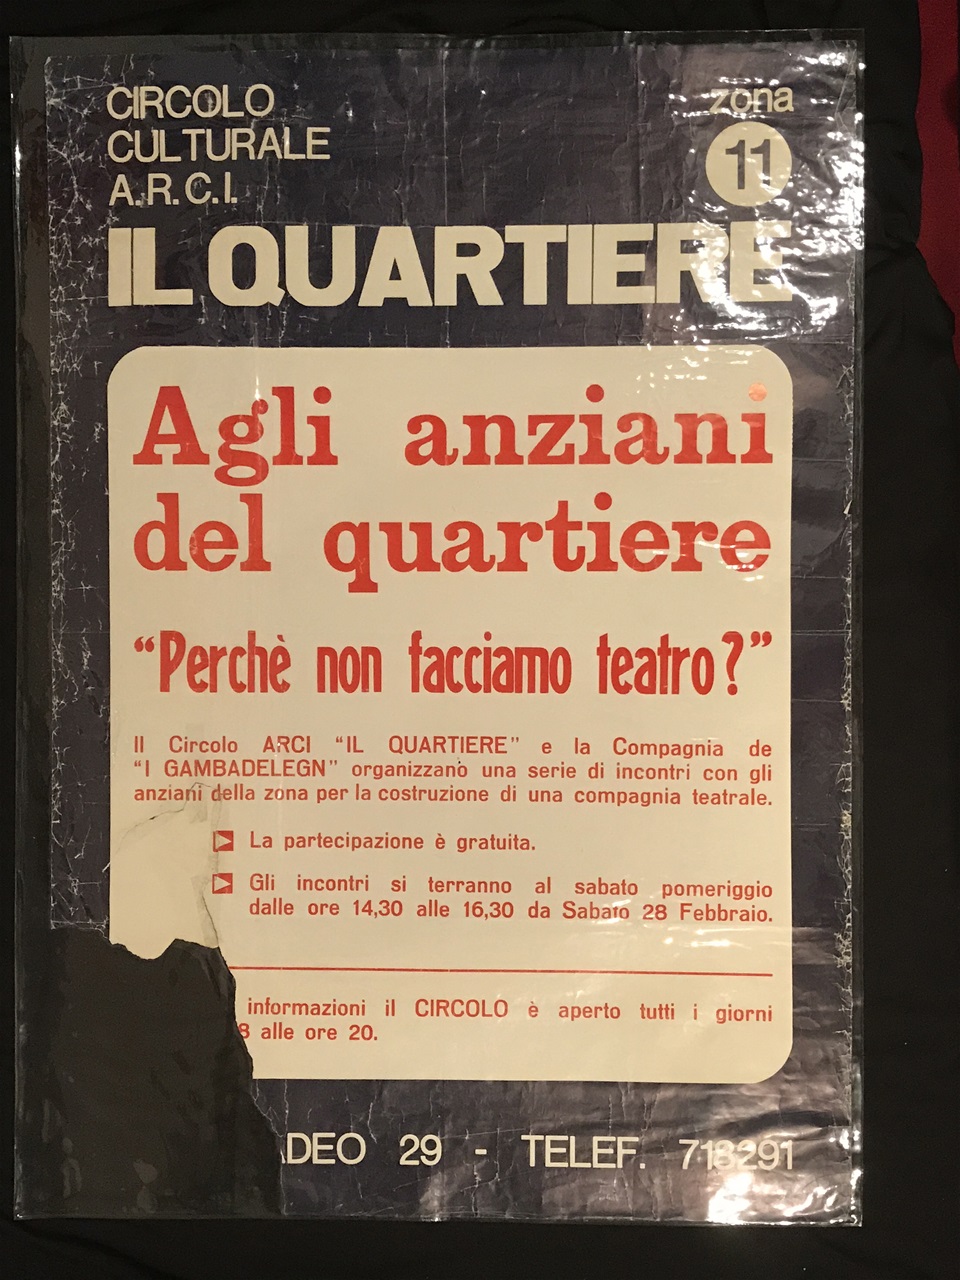 CIRCOLO
CULTURALE
A.R.C.I.
zona
11
IL QUARTIERE
Agli anziani
del quartiere
“Perchè non facciamo teatro?”
Il Circolo ARCI “IL QUARTIERE” e la Compagnia de
“I GAMBADELEGN” organizzano una serie di incontri con gli
anziani della zona per la costruzione di una compagnia teatrale.
La partecipazione è gratuita.
Gli incontri si terranno al sabato pomeriggio
dalle ore 14,30 alle 16,30 da Sabato 28 Febbraio.
informazioni il CIRCOLO è aperto tutti i giorni
8 alle ore 20.
ADEO 29 - TELEF. 718291